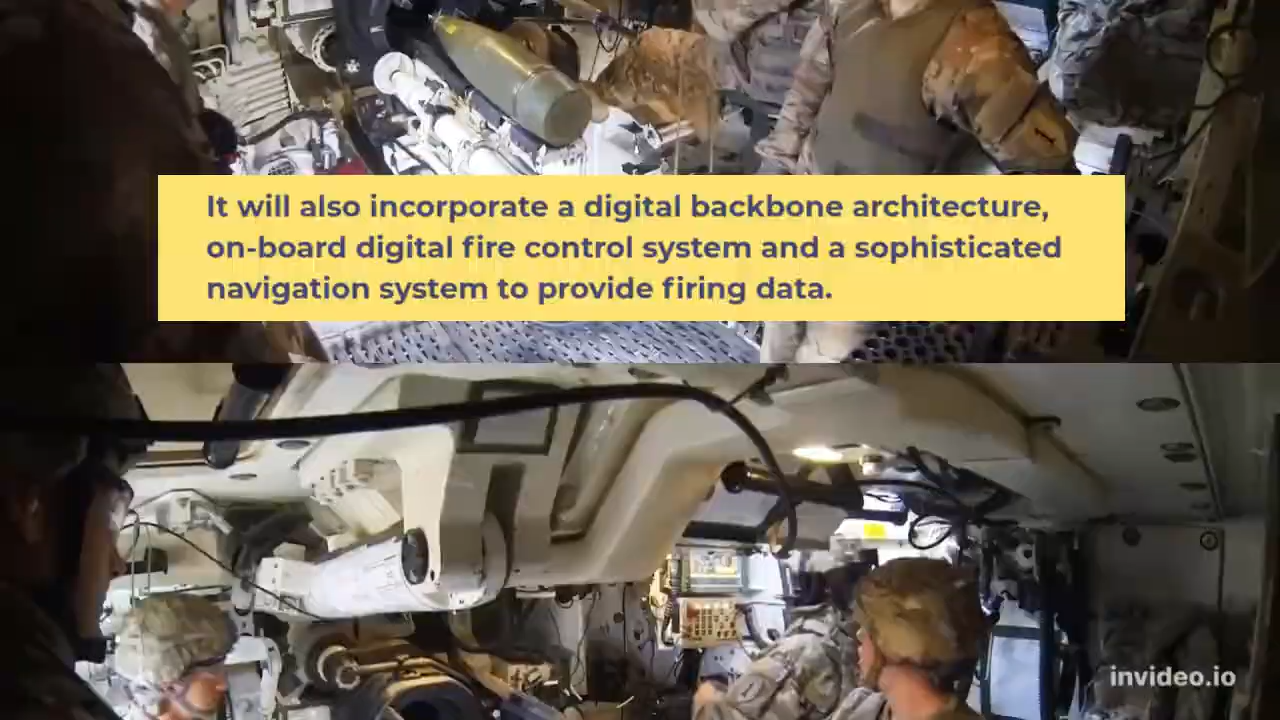 It will also incorporate a digital backbone architecture,
on-board digital fire control system and a sophisticated
navigation system to provide firing data.
invideo.io